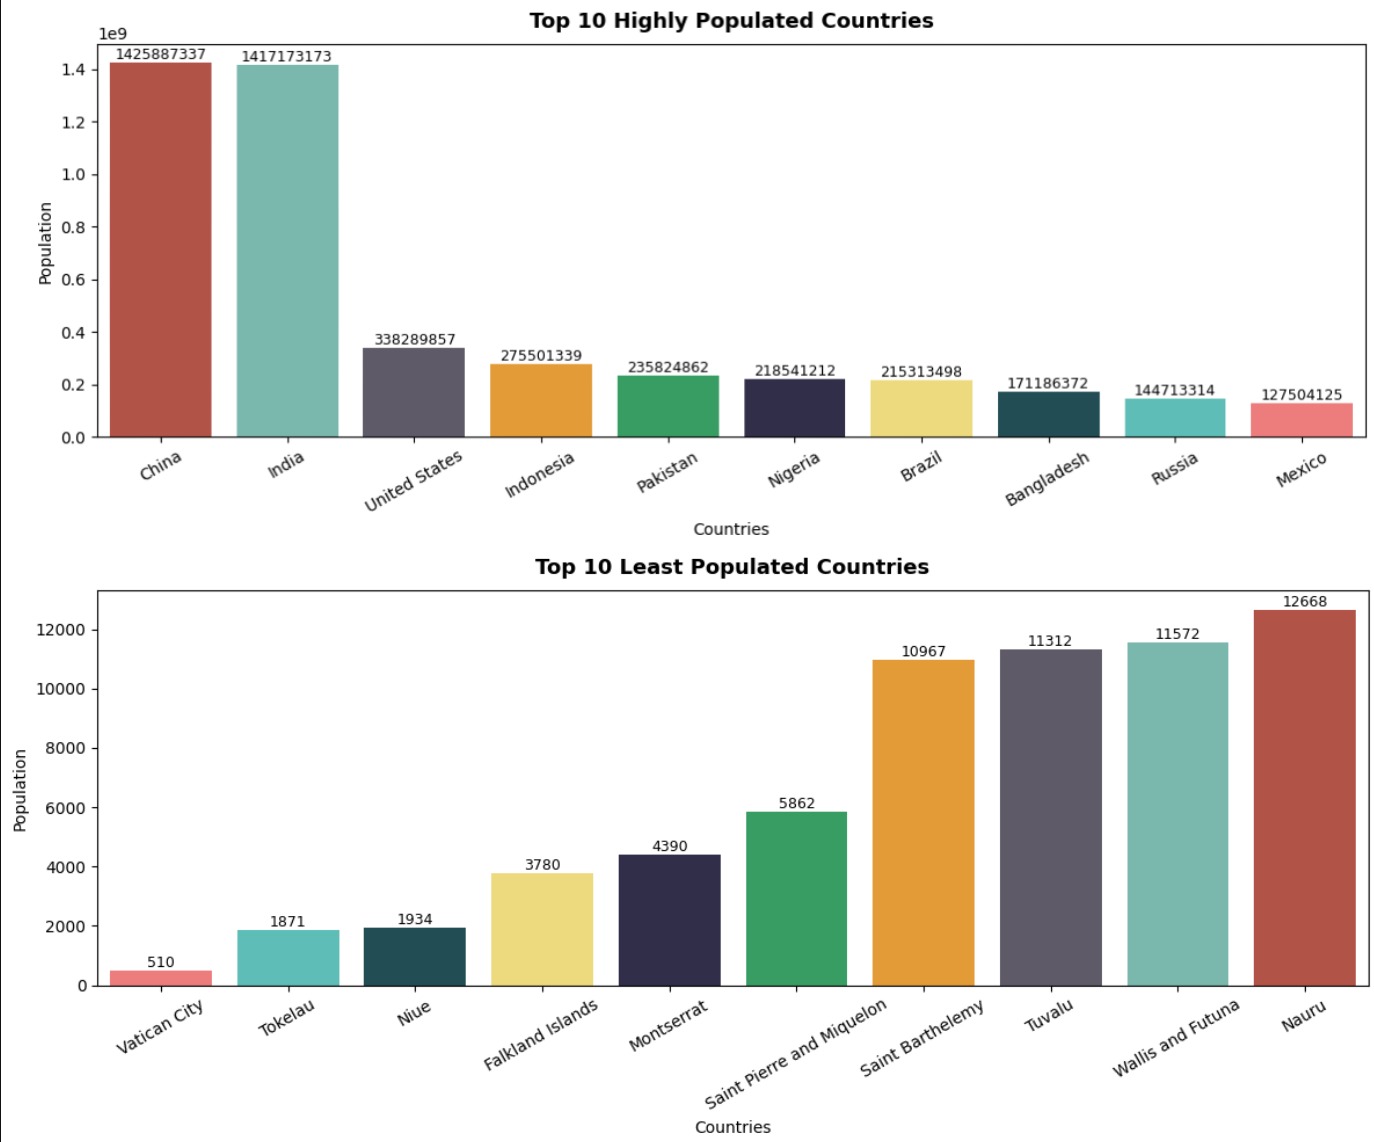 Top 10 Highly Populated Countries
1e9
1425887337
1417173173
338289857
275501339
235824862
218541212
215313498
171186372
144713314
127504125
1.4
1.2
1.0
0.8
0.6
0.4
0.2
0.0
Population
China
India
United States
Indonesia
Pakistan
Nigeria
Brazil
Bangladesh
Russia
Mexico
Countries
Top 10 Least Populated Countries
510
1871
1934
3780
4390
5862
10967
11312
11572
12668
12000
10000
8000
6000
4000
2000
0
Population
Vatican City
Tokelau
Niue
Falkland Islands
Montserrat
Saint Pierre and Miquelon
Saint Barthelemy
Tuvalu
Wallis and Futuna
Nauru
Countries